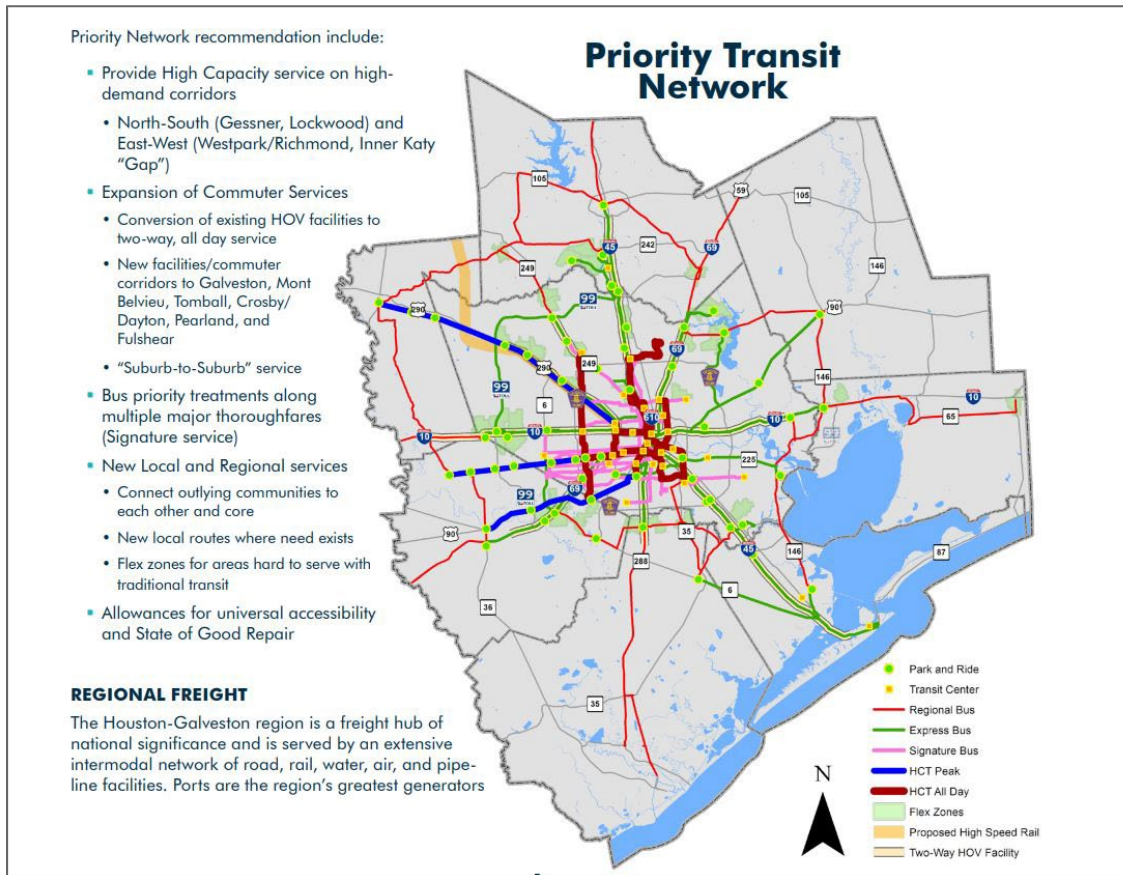 Priority Network recommendation include:
▪ Provide High Capacity service on high-
demand corridors
• North-South (Gessner, Lockwood) and
East-West (Westpark/Richmond, Inner Katy
“Gap”)
▪ Expansion of Commuter Services
• Conversion of existing HOV facilities to
two-way, all day service
• New facilities/commuter
corridors to Galveston, Mont
Belvieu, Tomball, Crosby/
Dayton, Pearland, and
Fulshear
• “Suburb-to-Suburb” service
▪ Bus priority treatments along
multiple major thoroughfares
(Signature service)
▪ New Local and Regional services
• Connect outlying communities to
each other and core
• New local routes where need exists
• Flex zones for areas hard to serve with
traditional transit
▪ Allowances for universal accessibility
and State of Good Repair
REGIONAL FREIGHT
The Houston-Galveston region is a freight hub of
national significance and is served by an extensive
intermodal network of road, rail, water, air, and pipe-
line facilities. Ports are the region’s greatest generators
Priority Transit
Network
105
59
105
45
242
69
146
249
99
290
90
69
249
290
99
146
10
6
65
610
10
10
10
225
99
69
90
35
45
146
87
288
6
36
35
N
Park and Ride
Transit Center
Regional Bus
Express Bus
Signature Bus
HCT Peak
HCT All Day
Flex Zones
Proposed High Speed Rail
Two-Way HOV Facility